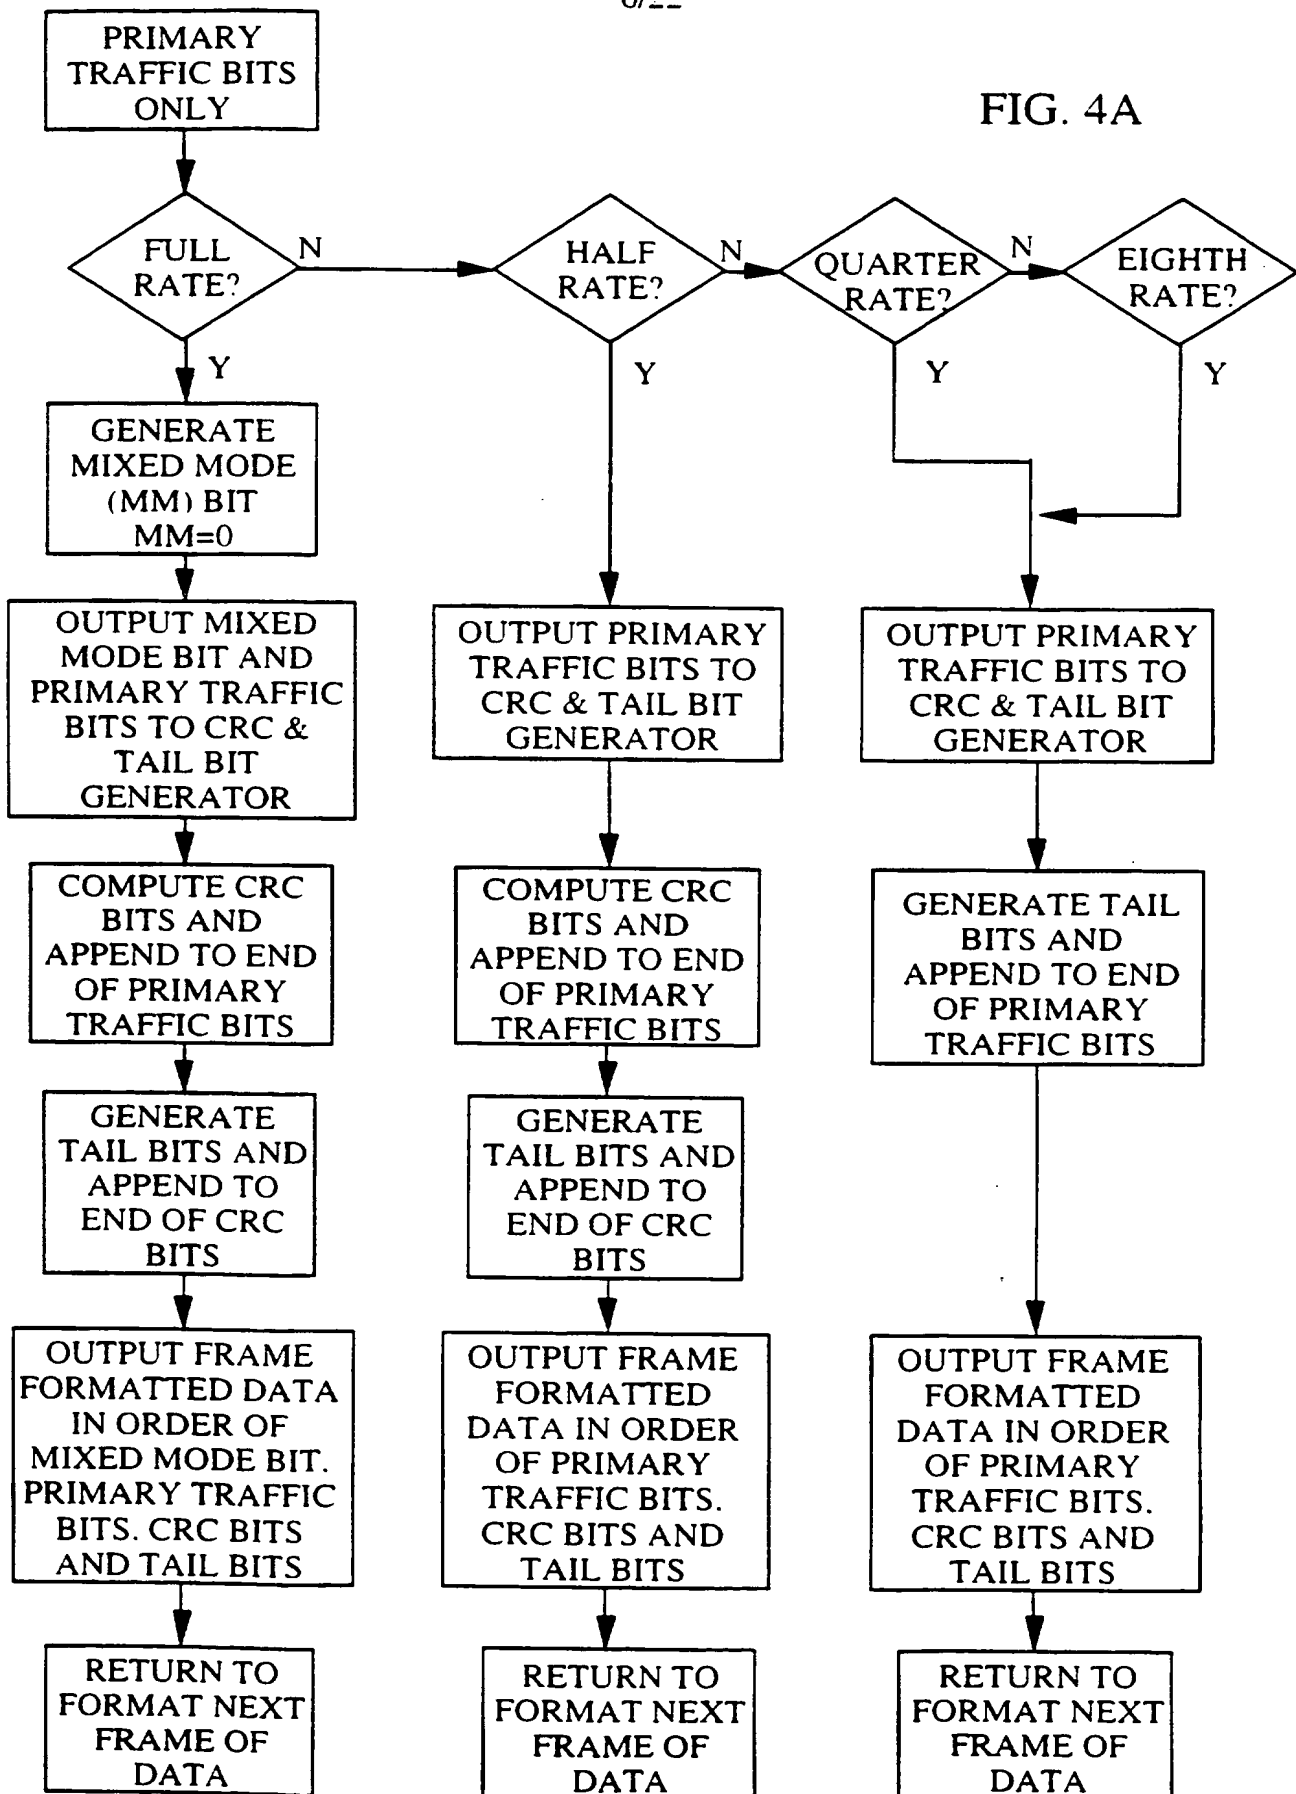 PRIMARY
TRAFFIC BITS
ONLY
FIG. 4A
FULL
RATE?
N
HALF
RATE?
N
QUARTER
RATE?
N
EIGHTH
RATE?
Y
Y
Y
Y
GENERATE
MIXED MODE
(MM) BIT
MM=0
OUTPUT MIXED
MODE BIT AND
PRIMARY TRAFFIC
BITS TO CRC &
TAIL BIT
GENERATOR
OUTPUT PRIMARY
TRAFFIC BITS TO
CRC & TAIL BIT
GENERATOR
OUTPUT PRIMARY
TRAFFIC BITS TO
CRC & TAIL BIT
GENERATOR
COMPUTE CRC
BITS AND
APPEND TO END
OF PRIMARY
TRAFFIC BITS
COMPUTE CRC
BITS AND
APPEND TO END
OF PRIMARY
TRAFFIC BITS
GENERATE TAIL
BITS AND
APPEND TO END
OF PRIMARY
TRAFFIC BITS
GENERATE
TAIL BITS AND
APPEND TO
END OF CRC
BITS
GENERATE
TAIL BITS AND
APPEND TO
END OF CRC
BITS
OUTPUT FRAME
FORMATTED DATA
IN ORDER OF
MIXED MODE BIT.
PRIMARY TRAFFIC
BITS. CRC BITS
AND TAIL BITS
OUTPUT FRAME
FORMATTED
DATA IN ORDER
OF PRIMARY
TRAFFIC BITS.
CRC BITS AND
TAIL BITS
OUTPUT FRAME
FORMATTED
DATA IN ORDER
OF PRIMARY
TRAFFIC BITS.
CRC BITS AND
TAIL BITS
RETURN TO
FORMAT NEXT
FRAME OF
DATA
RETURN TO
FORMAT NEXT
FRAME OF
DATA
RETURN TO
FORMAT NEXT
FRAME OF
DATA